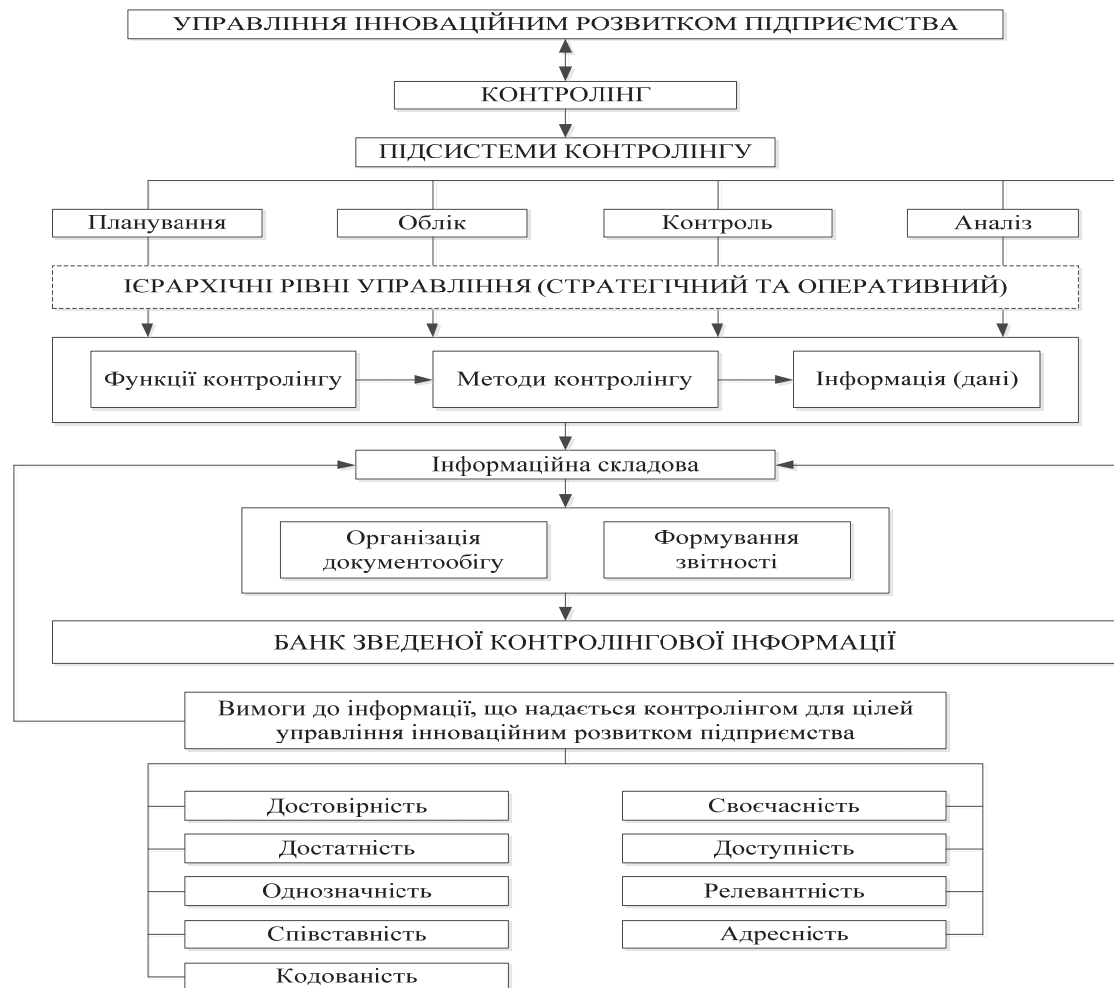 УПРАВЛІННЯ ІННОВАЦІЙНИМ РОЗВИТКОМ ПІДПРИЄМСТВА
КОНТРОЛІНГ
ПІДСИСТЕМИ КОНТРОЛІНГУ
Планування
Облік
Контроль
Аналіз
ІЄРАРХІЧНІ РІВНІ УПРАВЛІННЯ (СТРАТЕГІЧНИЙ ТА ОПЕРАТИВНИЙ)
Функції контролінгу
Методи контролінгу
Інформація (дані)
Інформаційна складова
Організація
документообігу
Формування
звітності
БАНК ЗВЕДЕНОЇ КОНТРОЛІНГОВОЇ ІНФОРМАЦІЇ
Вимоги до інформації, що надається контролінгом для цілей
управління інноваційним розвитком підприємства
Достовірність
Достатність
Однозначність
Співставність
Кодованість
Своєчасність
Доступність
Релевантність
Адресність